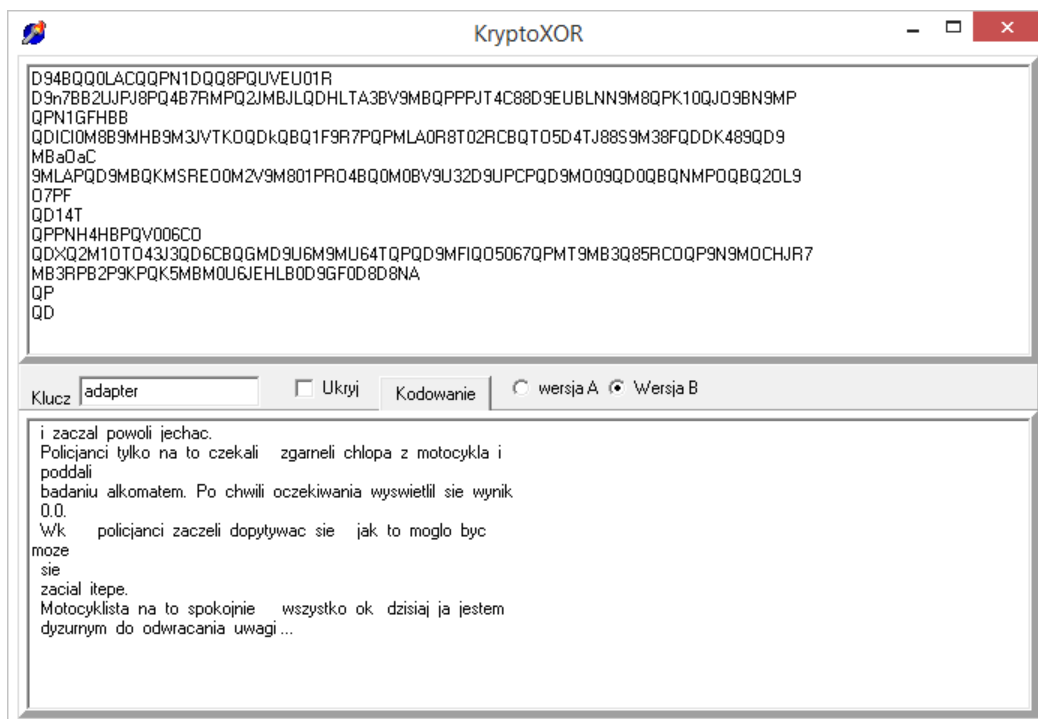 KryptoXOR
D94BQQ0LACQQPN1DQQ8PQUVEU01R
D9n7BB2UJPJ8PQ4B7RMPQ2JMBJLQDHLTA3BV9MBQPPPJT4C88D9EUBLNN9M8QPK10QJO9BN9MP
QPN1GFHBB
QDICI0M8B9MHB9M3JVTKOQDkQBQ1F9R7PQPMLA0R8T02RCBQTO5D4TJ88S9M38FQDDK489QD9
MBaOaC
9MLAPQD9MBQKMSREO0M2V9M801PRO4BQ0M0BV9U32D9UPCPQD9MO09QD0QBQNMPOQBQ2OL9
O7PF
QD14T
QPPNH4HBPQV006CO
QDXQ2M1OTO43J3QD6CBQGMD9U6M9MU64TQPQD9MFIQO5067QPMT9MB3Q85RCOQP9N9MOCHJR7
MB3RPB2P9KPQK5MBM0U6JEHLB0D9GF0D8D8NA
QP
QD
Klucz adapter Ukryj Kodowanie wersja A Wersja B
i zaczal powoli jechac.
Policjanci tylko na to czekali zgarneli chlopa z motocykla i
poddali
badaniu alkomatem. Po chwili oczekiwania wyswietlil sie wynik
0.0.
Wk policjanci zaczeli dopytywac sie jak to moglo byc
moze
sie
zacial itepe.
Motocyklista na to spokojnie wszystko ok dzisiaj ja jestem
dyzurnym do odwracania uwagi ...